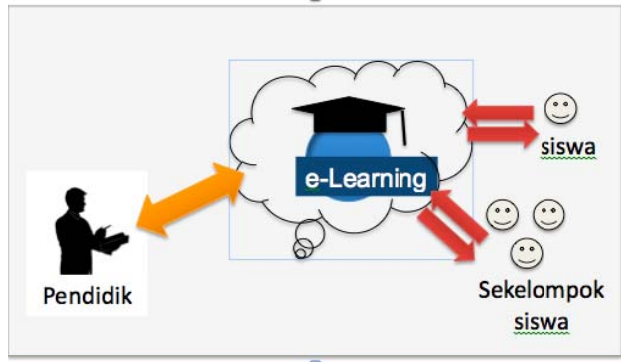 e-Learning
siswa
Pendidik
Sekelompok
siswa